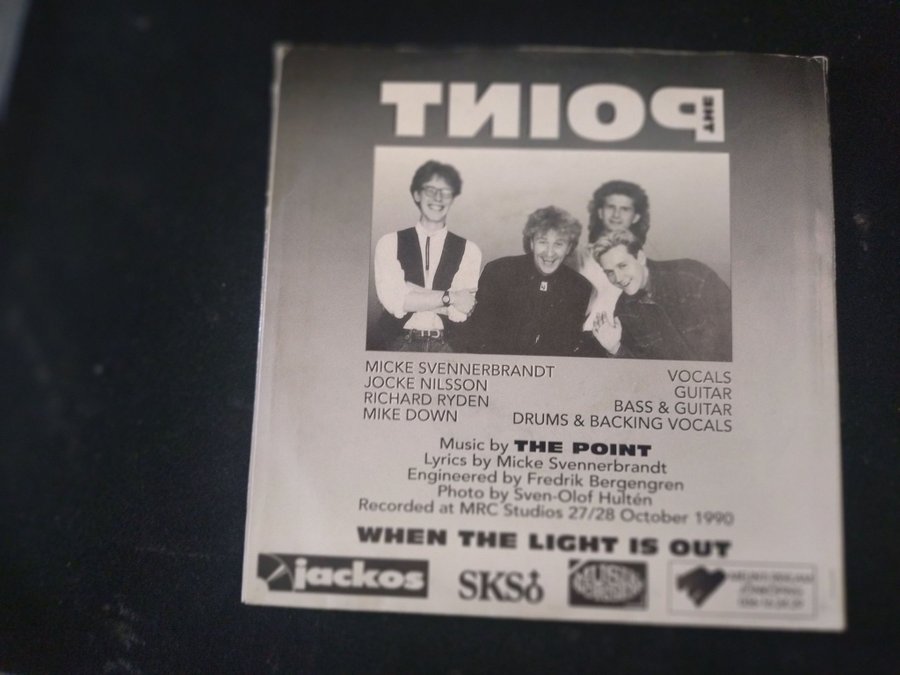 THE POINT
MICKE SVENNERBRANDT VOCALS
JOCKE NILSSON GUITAR
RICHARD RYDEN BASS & GUITAR
MIKE DOWN DRUMS & BACKING VOCALS
Music by THE POINT
Lyrics by Micke Svennerbrandt
Engineered by Fredrik Bergengren
Photo by Sven-Olof Hultén
Recorded at MRC Studios 27/28 October 1990
WHEN THE LIGHT IS OUT
jackos
SKSö